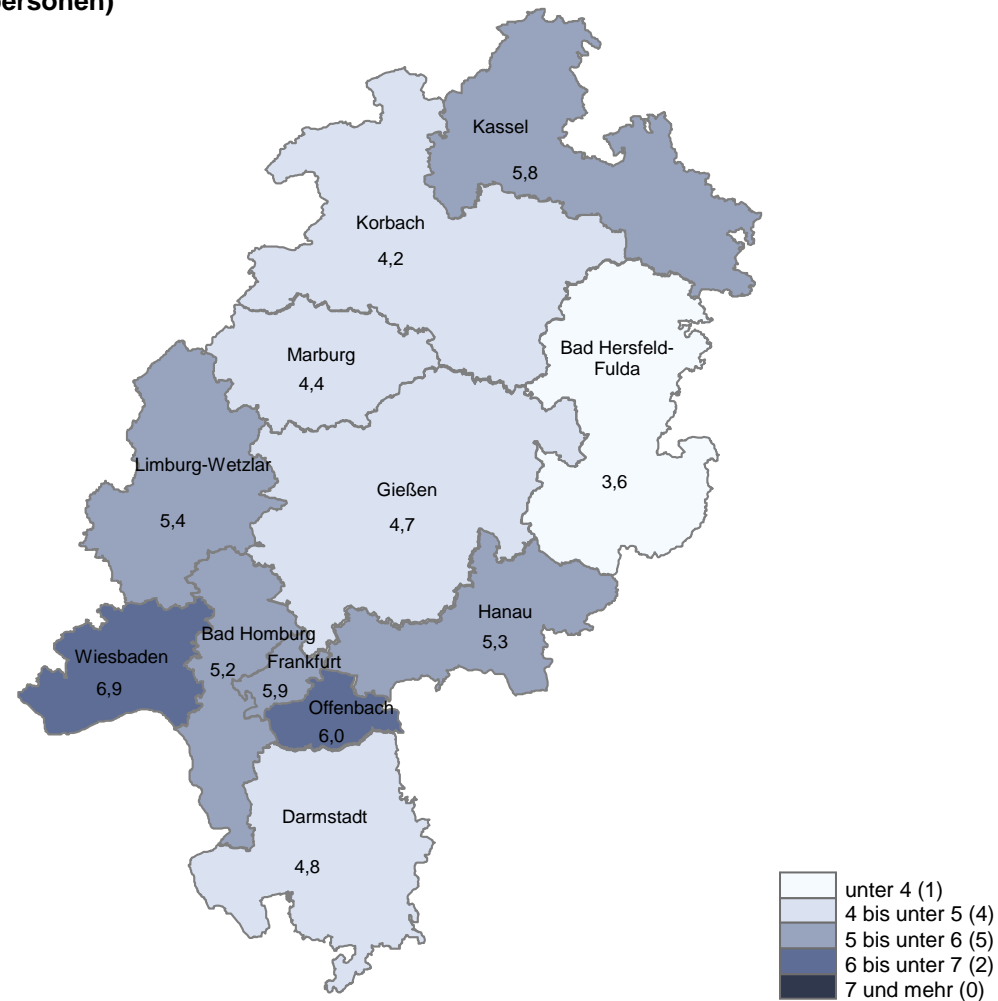 personen)
Kassel
5,8
Korbach
4,2
Bad Hersfeld-
Fulda
3,6
Marburg
4,4
Limburg-Wetzlar
5,4
Gießen
4,7
Hanau
5,3
Bad Homburg
5,2
Wiesbaden
6,9
Frankfurt
5,9
Offenbach
6,0
Darmstadt
4,8
unter 4 (1)
4 bis unter 5 (4)
5 bis unter 6 (5)
6 bis unter 7 (2)
7 und mehr (0)